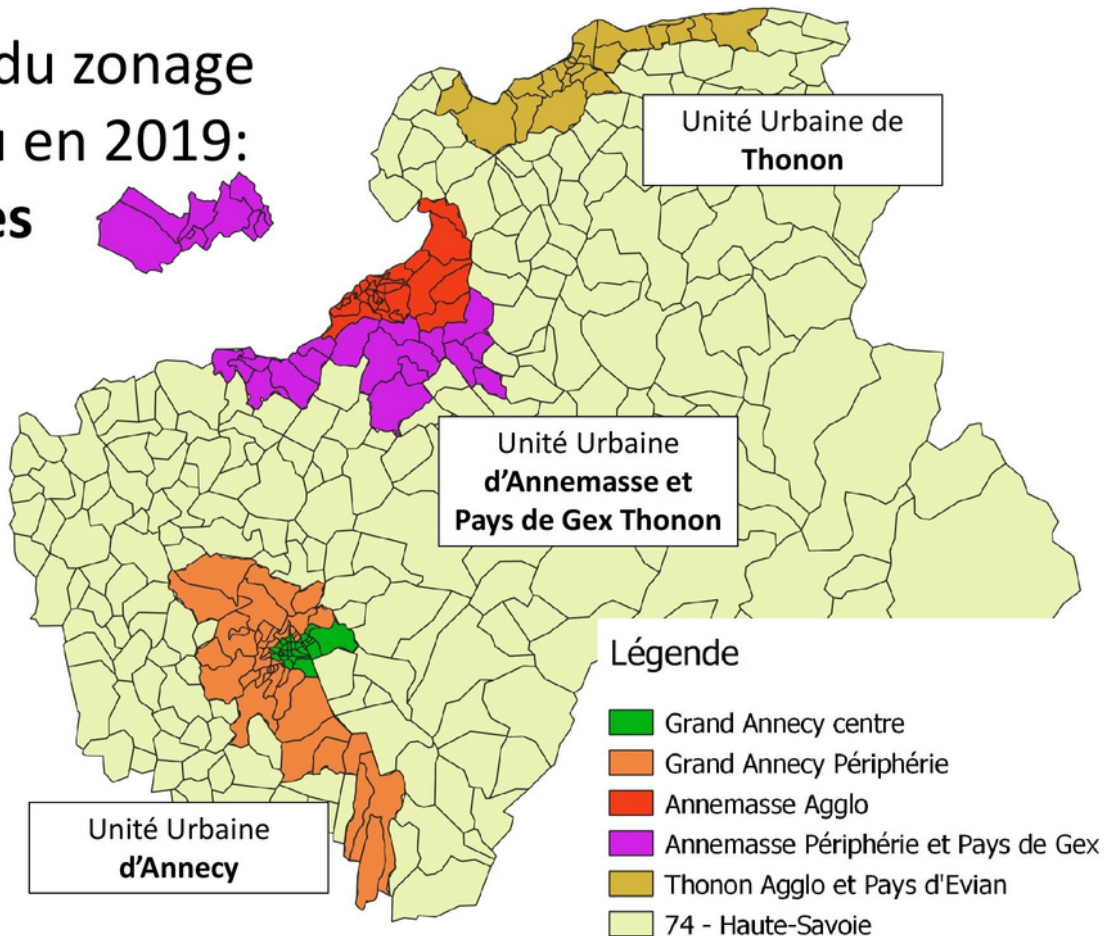 du zonage
en 2019:
Unité Urbaine de
Thonon
Unité Urbaine
d'Annemasse et
Pays de Gex Thonon
Unité Urbaine
d'Annecy
Légende
Grand Annecy centre
Grand Annecy Périphérie
Annemasse Agglo
Annemasse Périphérie et Pays de Gex
Thonon Agglo et Pays d'Evian
74 - Haute-Savoie